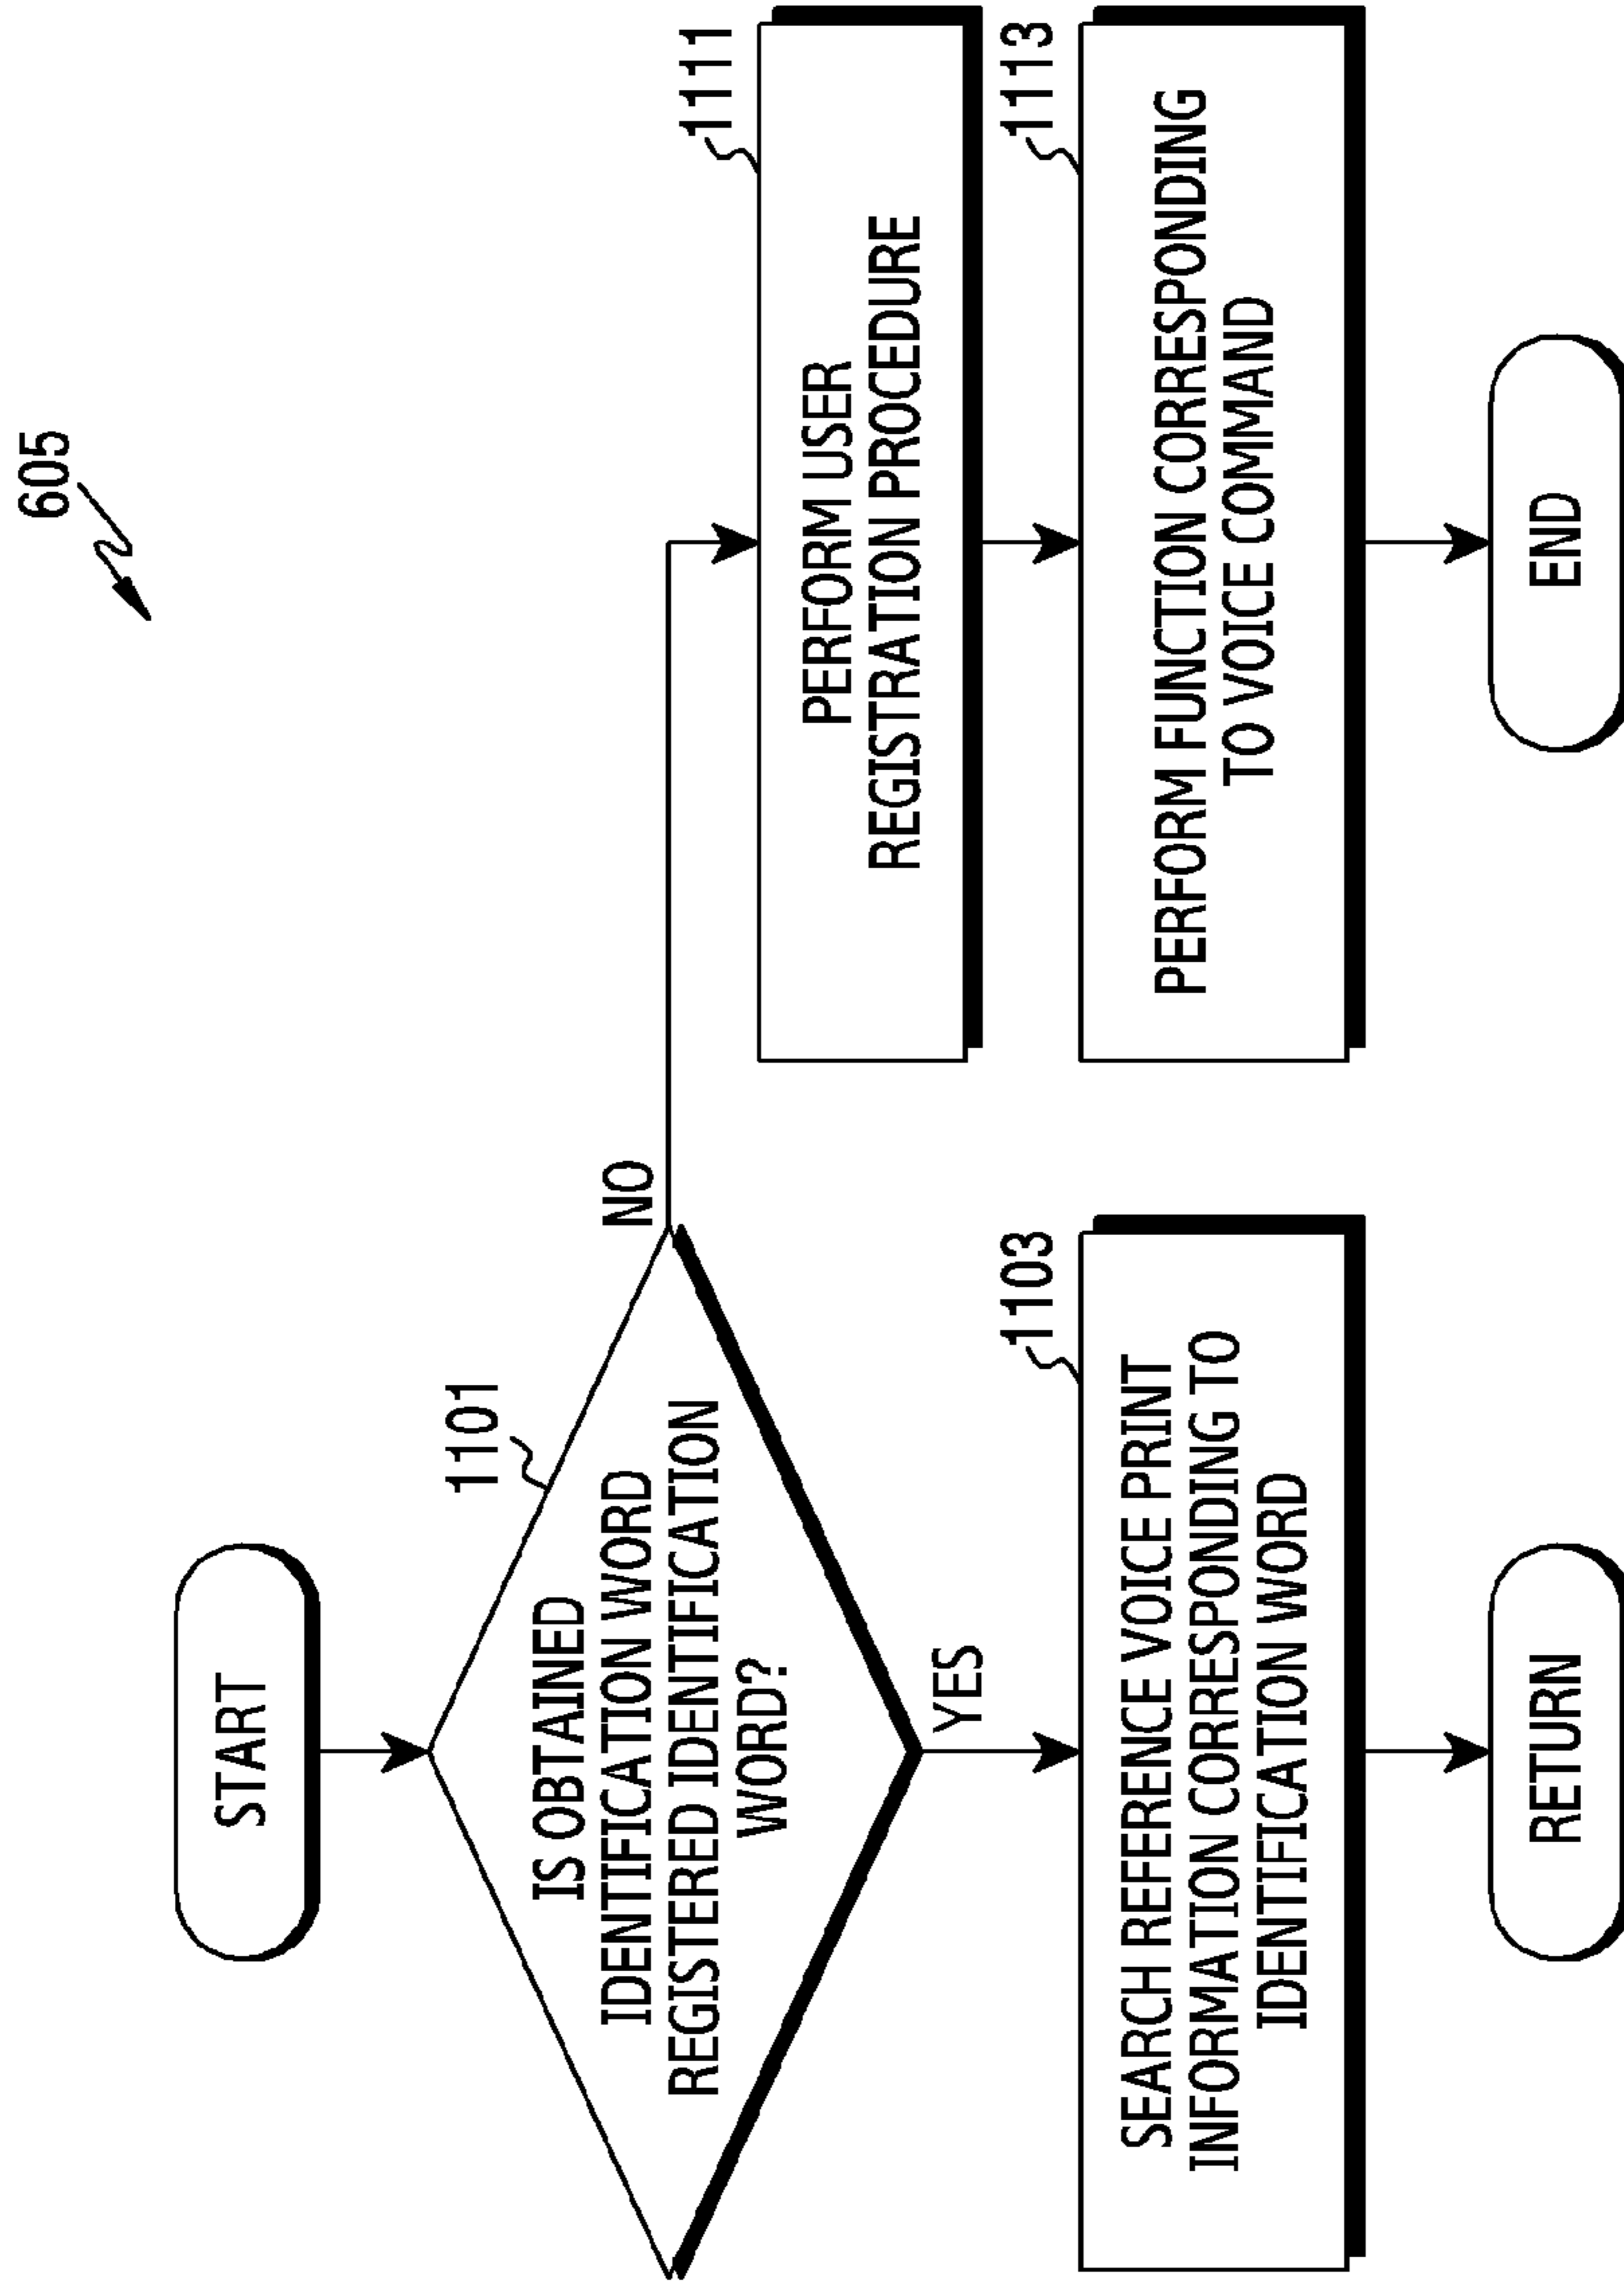 605
START
1101
IS OBTAINED
IDENTIFICATION WORD
REGISTERED IDENTIFICATION
WORD?
NO
YES
1111
PERFORM USER
REGISTRATION PROCEDURE
1103
SEARCH REFERENCE VOICE PRINT
INFORMATION CORRESPONDING TO
IDENTIFICATION WORD
1113
PERFORM FUNCTION CORRESPONDING
TO VOICE COMMAND
RETURN
END